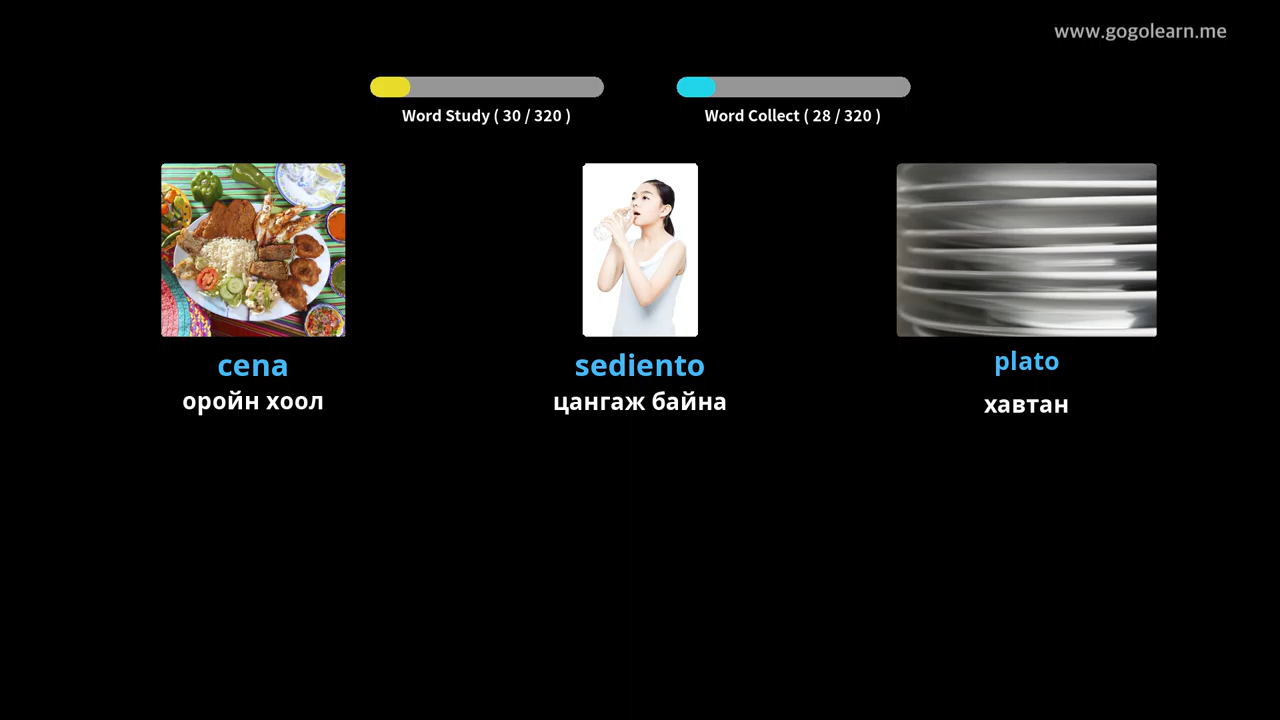 www.gogolearn.me
Word Study ( 30 / 320 )
Word Collect ( 28 / 320 )
cena
оройн хоол
sediento
цангаж байна
plato
хавтан